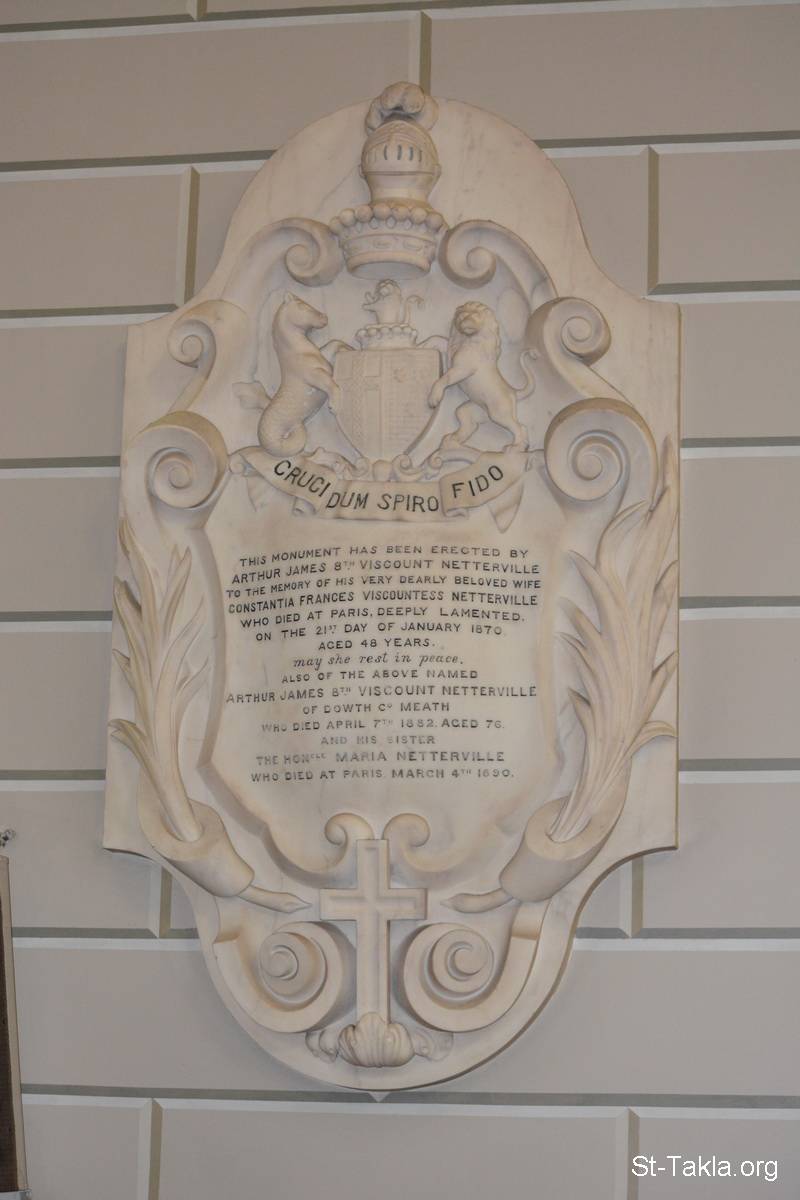 CRUCI DUM SPIRO FIDO
THIS MONUMENT HAS BEEN ERECTED BY
ARTHUR JAMES 8TH VISCOUNT NETTERVILLE
TO THE MEMORY OF HIS VERY DEARLY BELOVED WIFE
CONSTANTIA FRANCES VISCOUNTESS NETTERVILLE
WHO DIED AT PARIS, DEEPLY LAMENTED,
ON THE 21ST DAY OF JANUARY 1870.
AGED 48 YEARS.
may she rest in peace.
ALSO OF THE ABOVE NAMED
ARTHUR JAMES 8TH VISCOUNT NETTERVILLE
OF DOWTH CO MEATH
WHO DIED APRIL 7TH 1882. AGED 76.
AND HIS SISTER
THE HONBLE MARIA NETTERVILLE
WHO DIED AT PARIS. MARCH 4TH 1890.
St-Takla.org